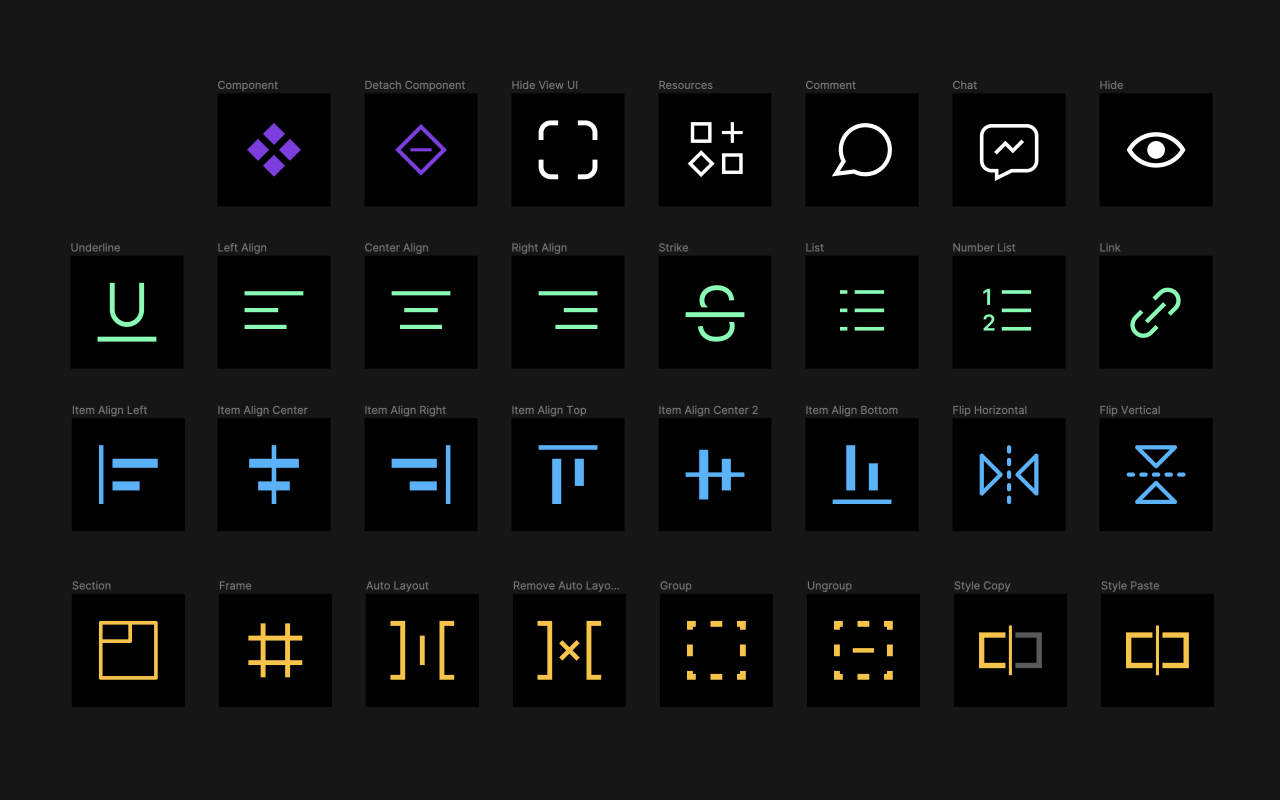 Component
Detach Component
Hide View UI
Resources
Comment
Chat
Hide
Underline
Left Align
Center Align
Right Align
Strike
List
Number List
Link
U
S
1
2
Item Align Left
Item Align Center
Item Align Right
Item Align Top
Item Align Center 2
Item Align Bottom
Flip Horizontal
Flip Vertical
Section
Frame
Auto Layout
Remove Auto Layo...
Group
Ungroup
Style Copy
Style Paste